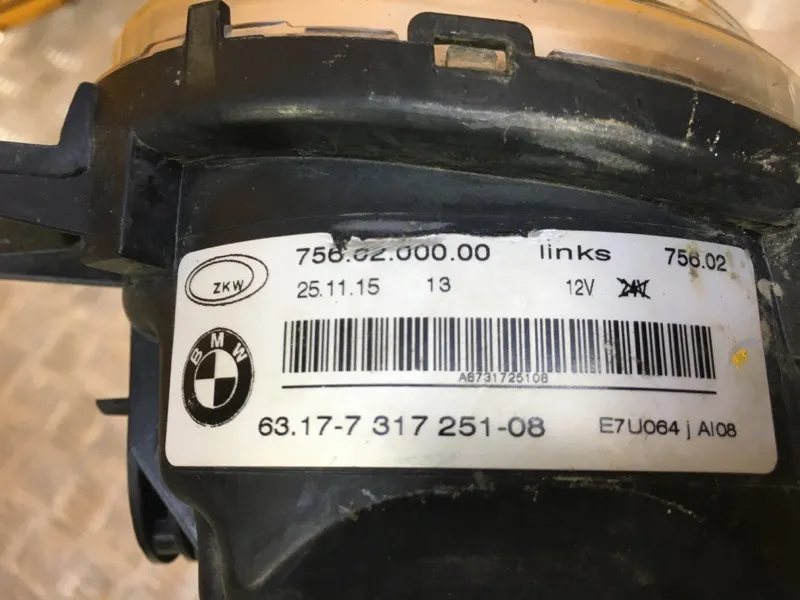 756.02.000.00 links 756.02
ZKW 25.11.15 13 12V 24V
BMW
A8731725108
63.17-7 317 251-08 E7U064 j AI08